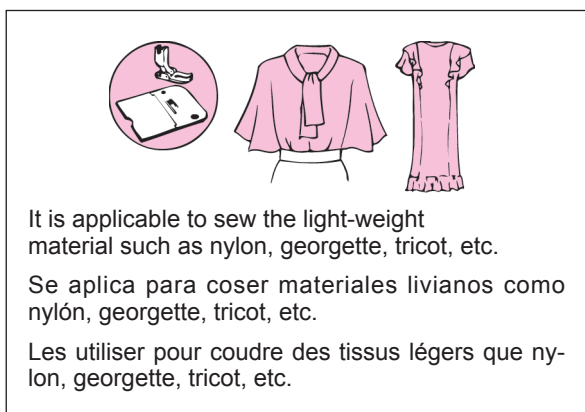 It is applicable to sew the light-weight
material such as nylon, georgette, tricot, etc.
Se aplica para coser materiales livianos como
nylón, georgette, tricot, etc.
Les utiliser pour coudre des tissus légers que ny-
lon, georgette, tricot, etc.